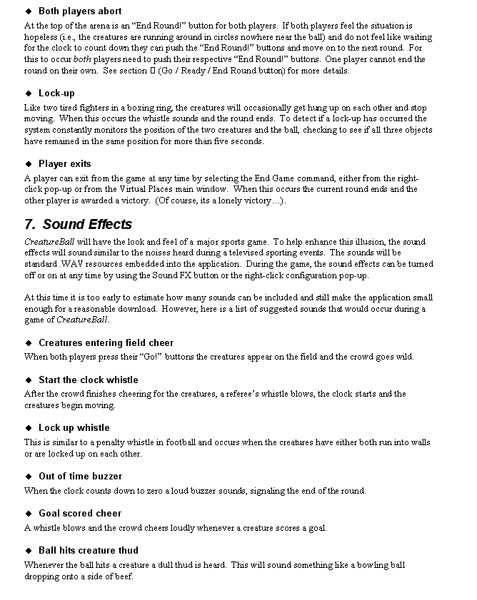 ◆ Both players abort
At the top of the arena is an “End Round!” button for both players. If both players feel the situation is
hopeless (i.e., the creatures are running around in circles nowhere near the ball) and do not feel like waiting
for the clock to count down they can push the “End Round!” buttons and move on to the next round. For
this to occur both players need to push their respective “End Round!” buttons. One player cannot end the
round on their own. See section ▯ (Go / Ready / End Round button) for more details.
◆ Lock-up
Like two tired fighters in a boxing ring, the creatures will occasionally get hung up on each other and stop
moving. When this occurs the whistle sounds and the round ends. To detect if a lock-up has occurred the
system constantly monitors the position of the two creatures and the ball, checking to see if all three objects
have remained in the same position for more than five seconds.
◆ Player exits
A player can exit from the game at any time by selecting the End Game command, either from the right-
click pop-up or from the Virtual Places main window. When this occurs the current round ends and the
other player is awarded a victory. (Of course, its a lonely victory…).
7. Sound Effects
CreatureBall will have the look and feel of a major sports game. To help enhance this illusion, the sound
effects will sound similar to the noises heard during a televised sporting events. The sounds will be
standard .WAV resources embedded into the application. During the game, the sound effects can be turned
off or on at any time by using the Sound FX button or the right-click configuration pop-up.
At this time it is too early to estimate how many sounds can be included and still make the application small
enough for a reasonable download. However, here is a list of suggested sounds that would occur during a
game of CreatureBall.
◆ Creatures entering field cheer
When both players press their “Go!” buttons the creatures appear on the field and the crowd goes wild.
◆ Start the clock whistle
After the crowd finishes cheering for the creatures, a referee’s whistle blows, the clock starts and the
creatures begin moving.
◆ Lock up whistle
This is similar to a penalty whistle in football and occurs when the creatures have either both run into walls
or are locked up on each other.
◆ Out of time buzzer
When the clock counts down to zero a loud buzzer sounds, signaling the end of the round.
◆ Goal scored cheer
A whistle blows and the crowd cheers loudly whenever a creature scores a goal.
◆ Ball hits creature thud
Whenever the ball hits a creature a dull thud is heard. This will sound something like a bowling ball
dropping onto a side of beef.